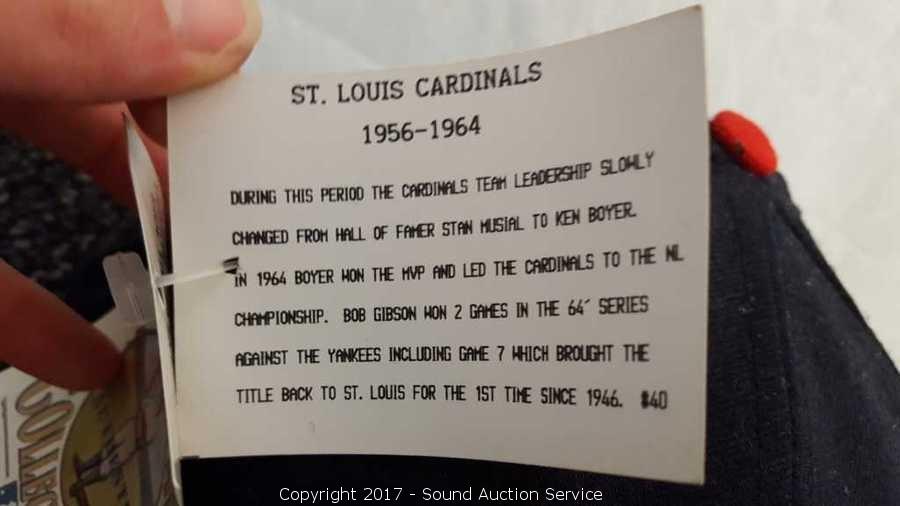 ST. LOUIS CARDINALS
1956-1964
DURING THIS PERIOD THE CARDINALS TEAM LEADERSHIP SLOWLY
CHANGED FROM HALL OF FAMER STAN MUSIAL TO KEN BOYER.
IN 1964 BOYER WON THE MVP AND LED THE CARDINALS TO THE NL
CHAMPIONSHIP. BOB GIBSON WON 2 GAMES IN THE 64´ SERIES
AGAINST THE YANKEES INCLUDING GAME 7 WHICH BROUGHT THE
TITLE BACK TO ST. LOUIS FOR THE 1ST TIME SINCE 1946. #40
Copyright 2017 - Sound Auction Service